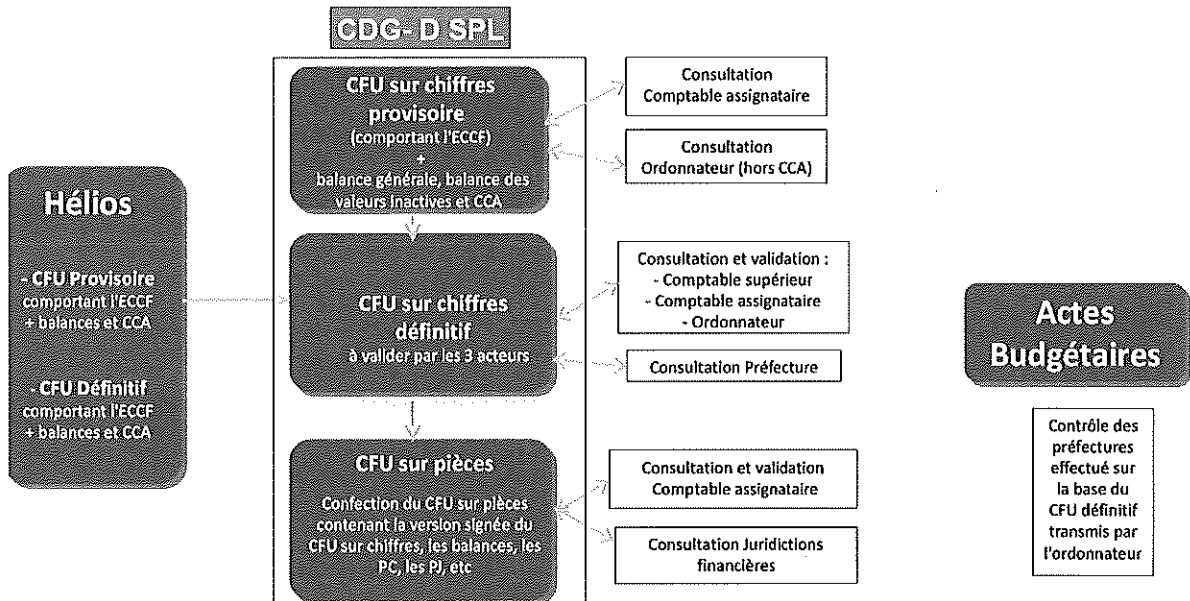 CDG- D SPL
Hélios
- CFU Provisoire
comportant l'ECCF
+ balances et CCA
- CFU Définitif
comportant l'ECCF
+ balances et CCA
CFU sur chiffres
provisoire
(comportant l'ECCF)
+
balance générale, balance des
valeurs inactives et CCA
Consultation
Comptable assignataire
Consultation
Ordonnateur (hors CCA)
CFU sur chiffres
définitif
à valider par les 3 acteurs
Consultation et validation :
- Comptable supérieur
- Comptable assignataire
- Ordonnateur
Consultation Préfecture
CFU sur pièces
Confection du CFU sur pièces
contenant la version signée du
CFU sur chiffres, les balances, les
PC, les PJ, etc
Consultation et validation
Comptable assignataire
Consultation Juridictions
financières
Actes
Budgétaires
Contrôle des
préfectures
effectué sur
la base du
CFU définitif
transmis par
l'ordonnateur